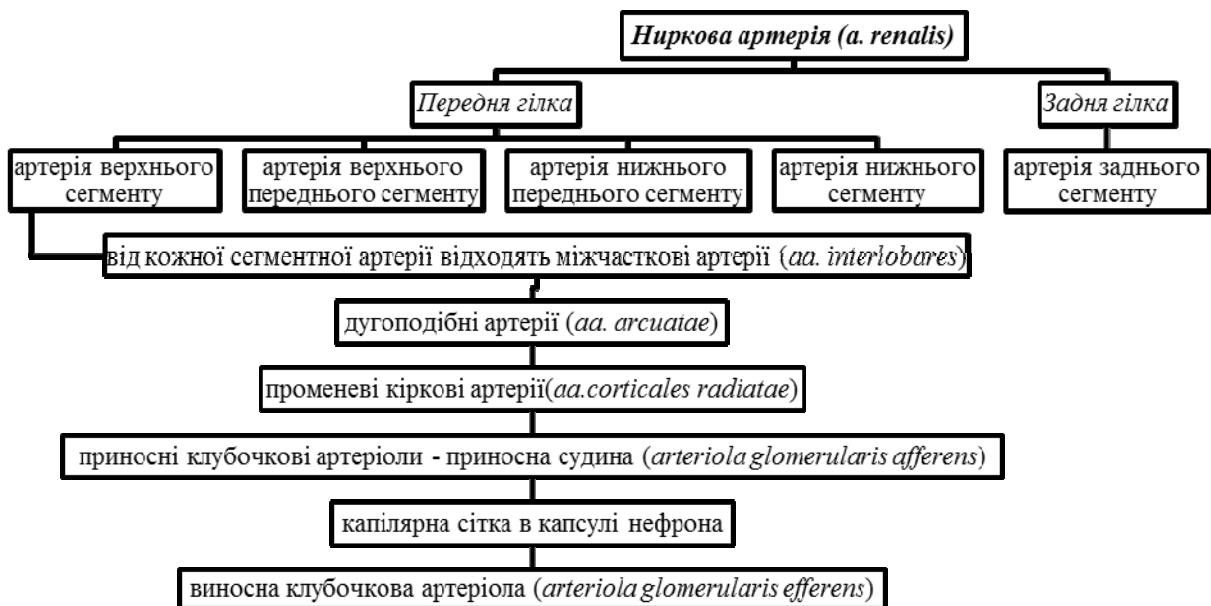 Ниркова артерія (a. renalis)
Передня гілка
Задня гілка
артерія верхнього
сегменту
артерія верхнього
переднього сегменту
артерія нижнього
переднього сегменту
артерія нижнього
сегменту
артерія заднього
сегменту
від кожної сегментної артерії відходять міжчасткові артерії (aa. interlobares)
дугоподібні артерії (aa. arcuatae)
променеві кіркові артерії(aa.corticales radiatae)
приносні клубочкові артеріоли - приносна судина (arteriola glomerularis afferens)
капілярна сітка в капсулі нефрона
виносна клубочкова артеріола (arteriola glomerularis efferens)